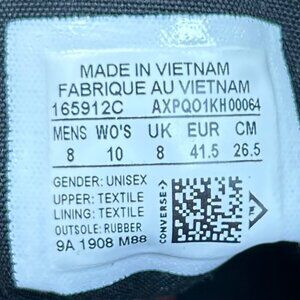 MADE IN VIETNAM
FABRIQUE AU VIETNAM
165912C AXPQO1KH00064
MENS WO'S UK EUR CM
8 10 8 41.5 26.5
GENDER: UNISEX
UPPER: TEXTILE
LINING: TEXTILE
OUTSOLE: RUBBER
9A 1908 M88
CONVERSE